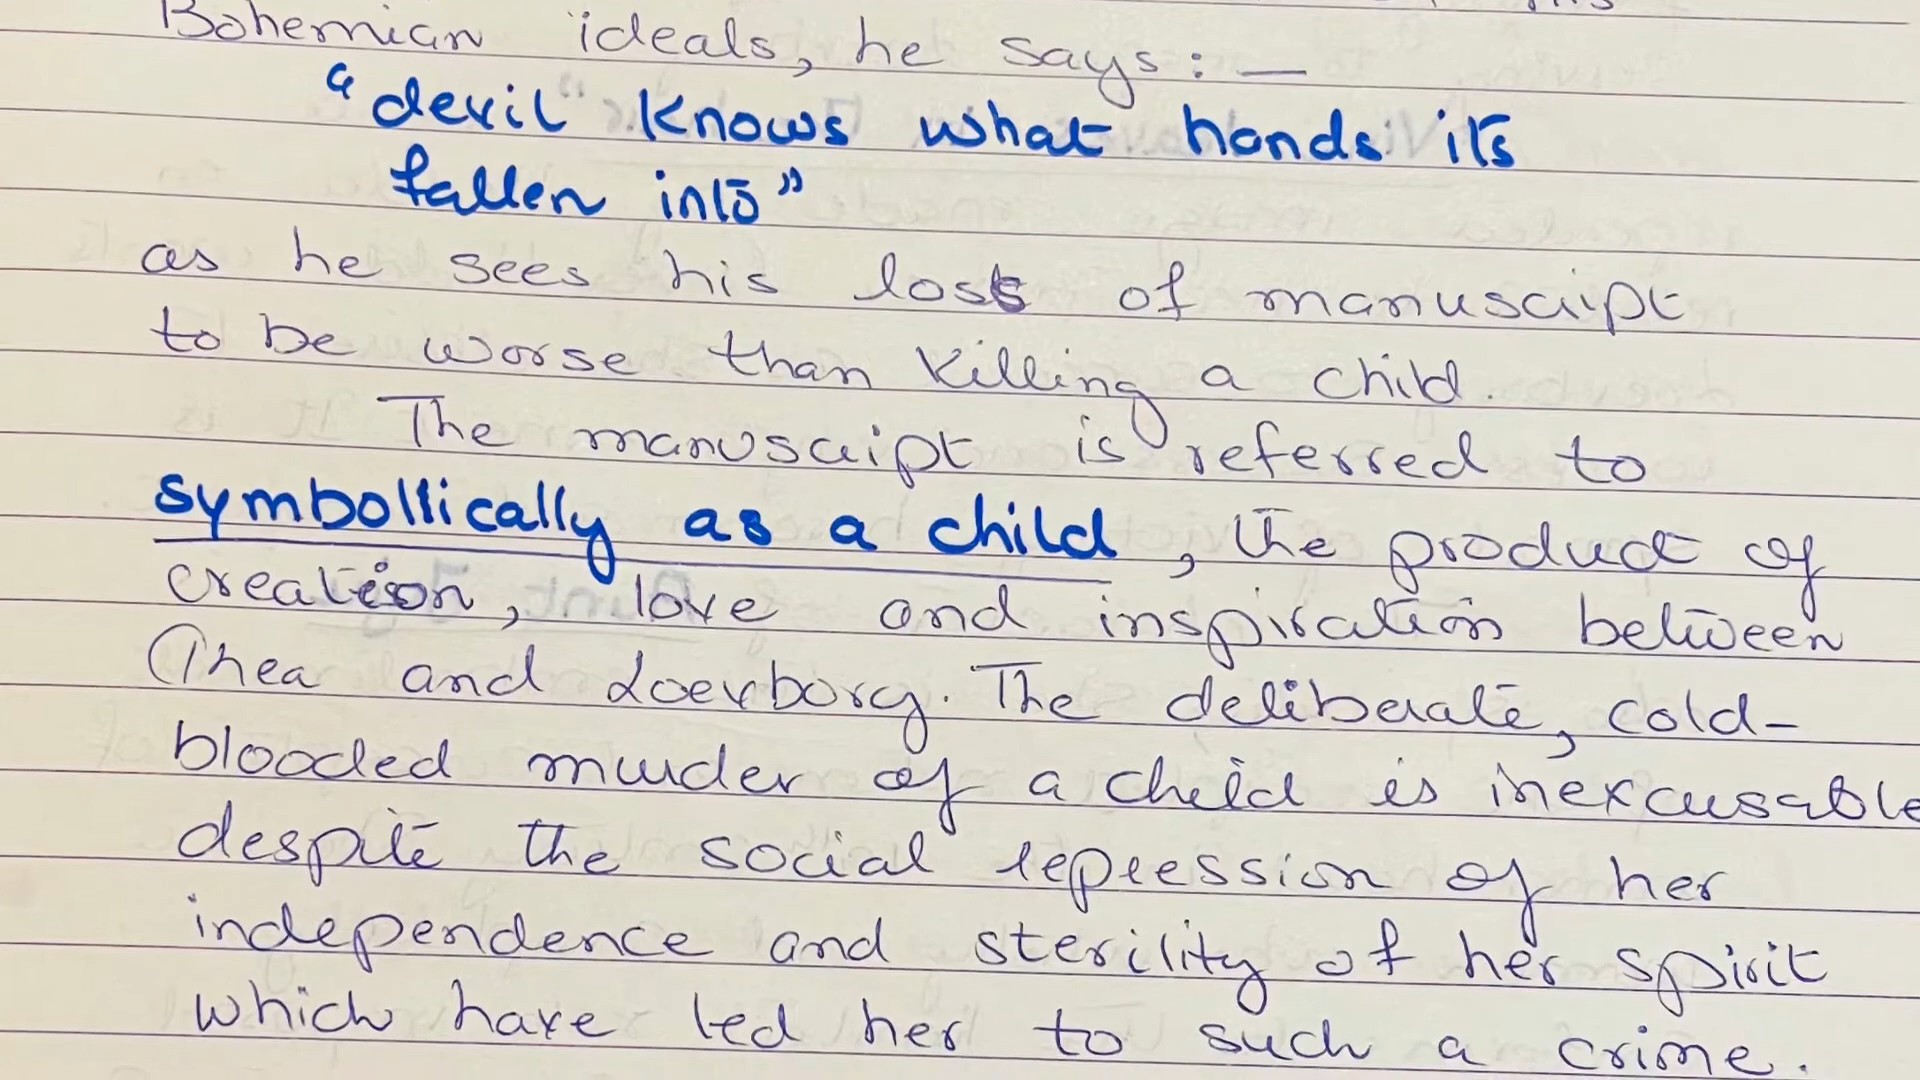 Bohemian ideals, he says: —
"devil" knows what hands it's
fallen into"
as he sees his loss of manuscript
to be worse than killing a child.
The manuscript is referred to
symbollically as a child, the product of
creation, love and inspiration between
Thea and Loevborg. The deliberate, cold-
blooded murder of a child is inexcusable
despite the social repression of her
independence and sterility of her spirit
which have led her to such a crime.